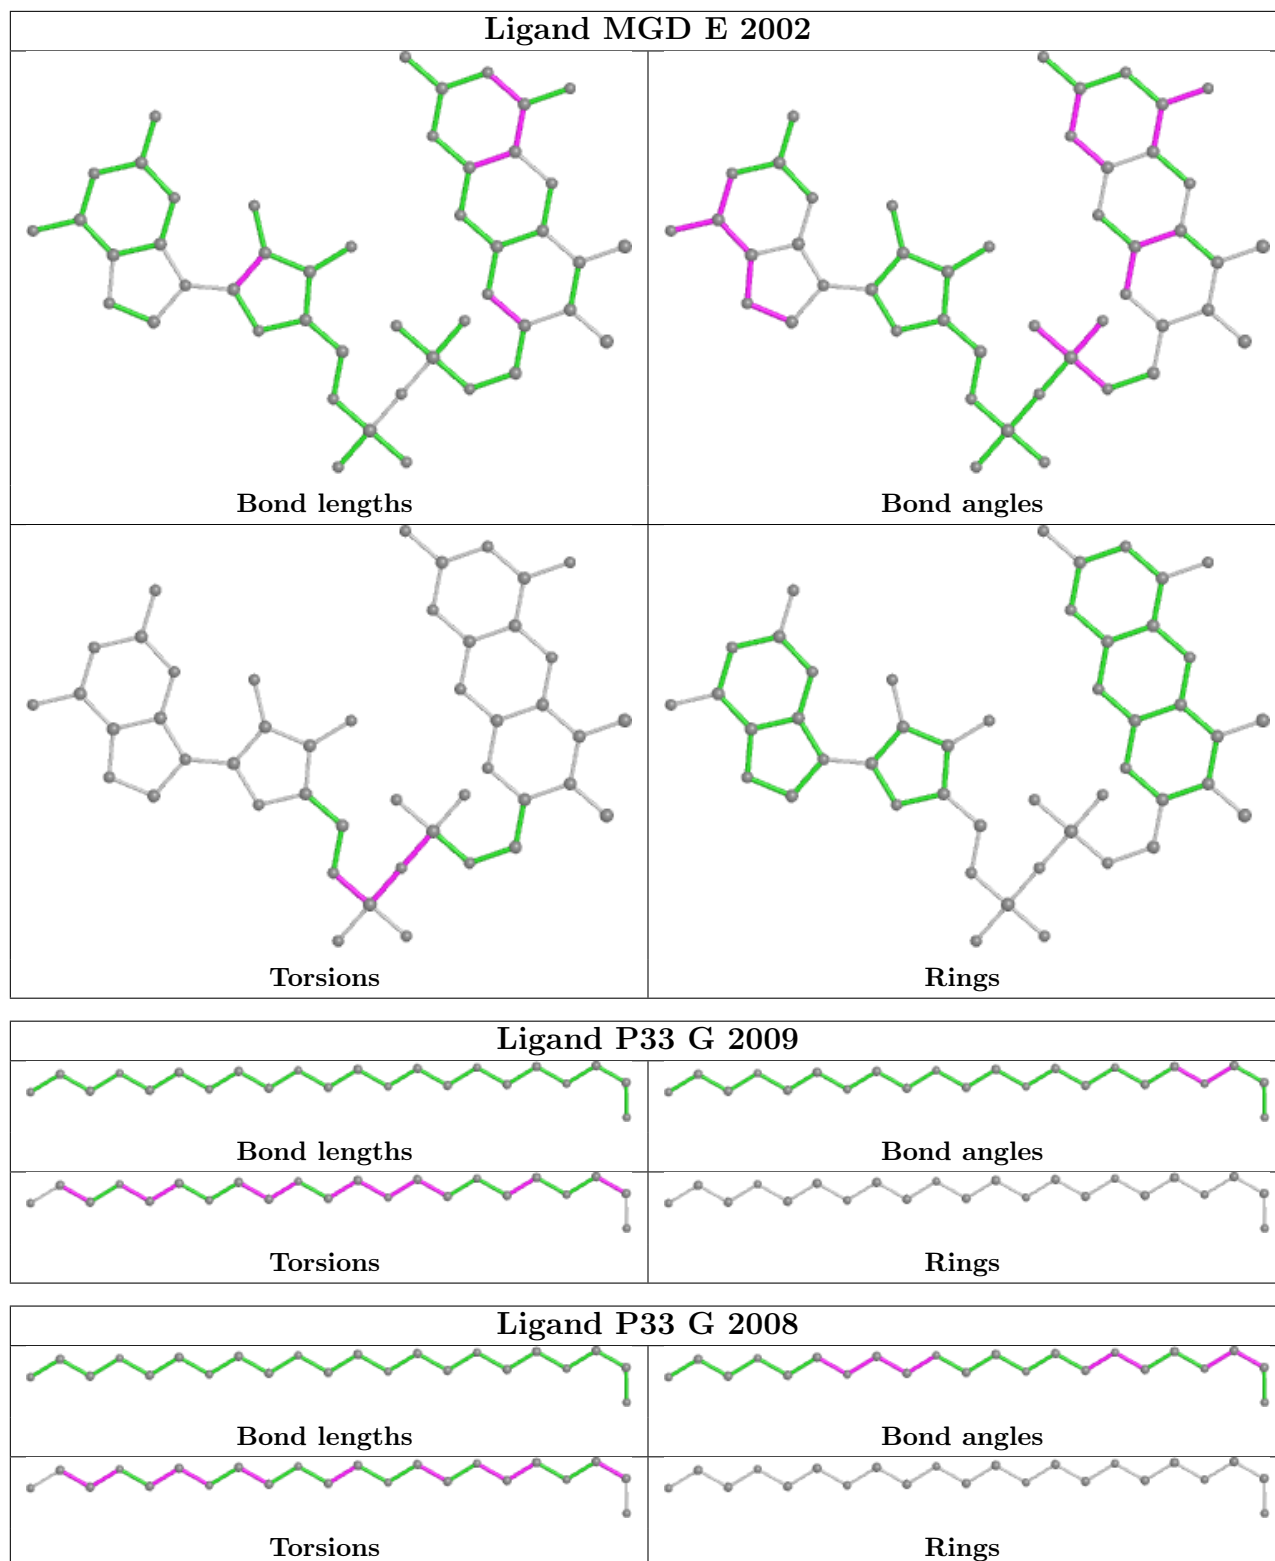 Ligand MGD E 2002
Bond lengths
Bond angles
Torsions
Rings
Ligand P33 G 2009
Bond lengths
Bond angles
Torsions
Rings
Ligand P33 G 2008
Bond lengths
Bond angles
Torsions
Rings